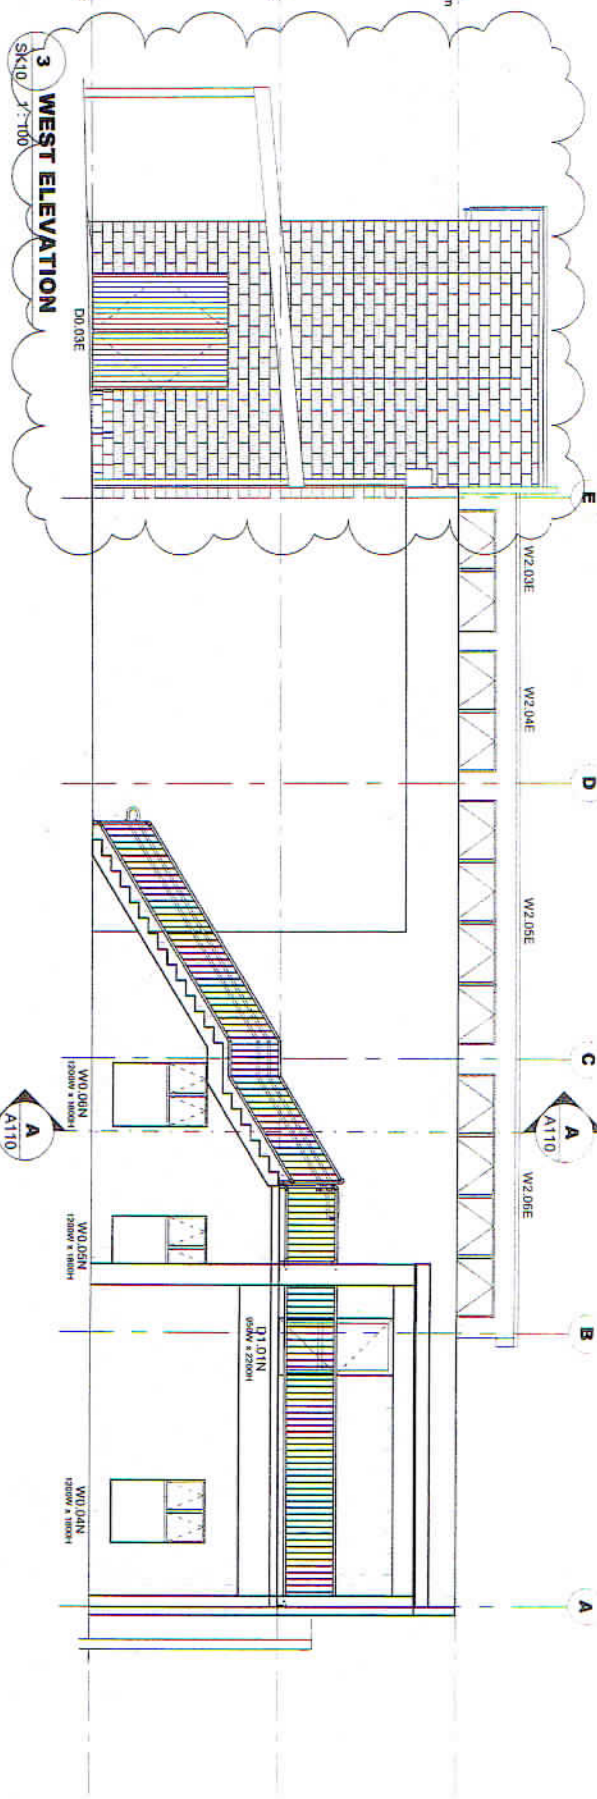 E
D
C
B
A
W2.03E
W2.04E
W2.05E
W2.06E
A
A110
D1.01N
950W x 2200H
D0.03E
W0.06N
1200W x 1800H
W0.05N
1200W x 1800H
W0.04N
1200W x 1800H
A
A110
3 WEST ELEVATION
SK10 1 : 100